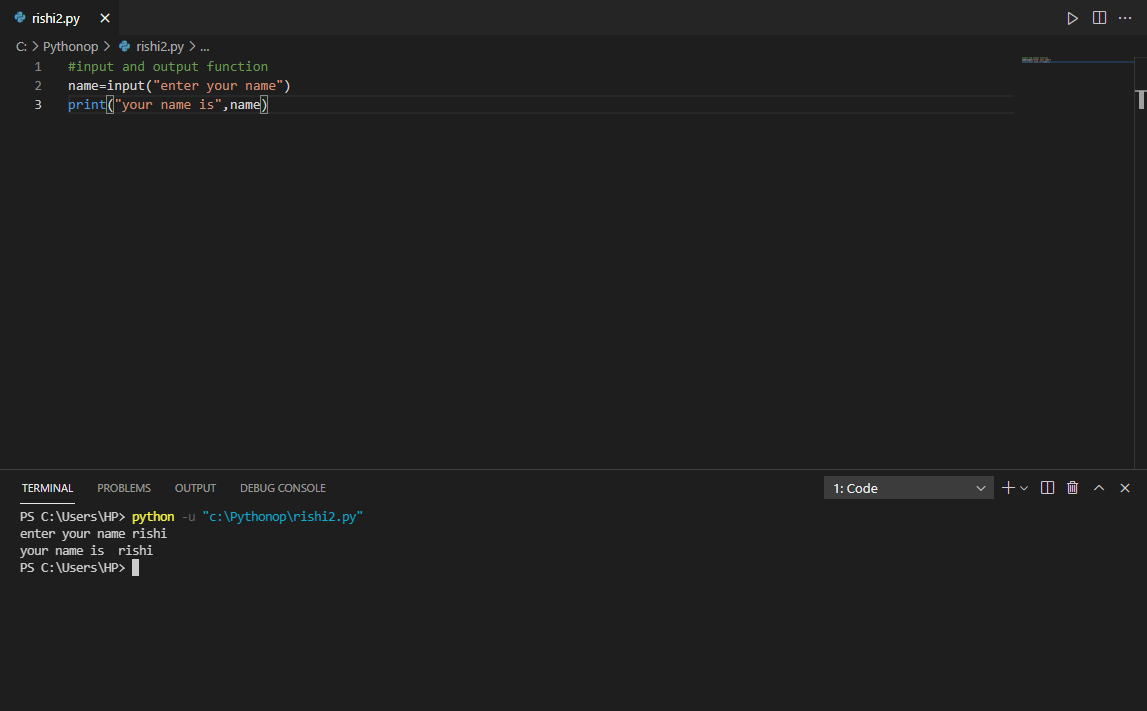 rishi2.py
C: > Pythonop > rishi2.py > ...
1 #input and output function
2 name=input("enter your name")
3 print("your name is",name)
TERMINAL PROBLEMS OUTPUT DEBUG CONSOLE 1: Code
PS C:\Users\HP> python -u "c:\Pythonop\rishi2.py"
enter your name rishi
your name is  rishi
PS C:\Users\HP>